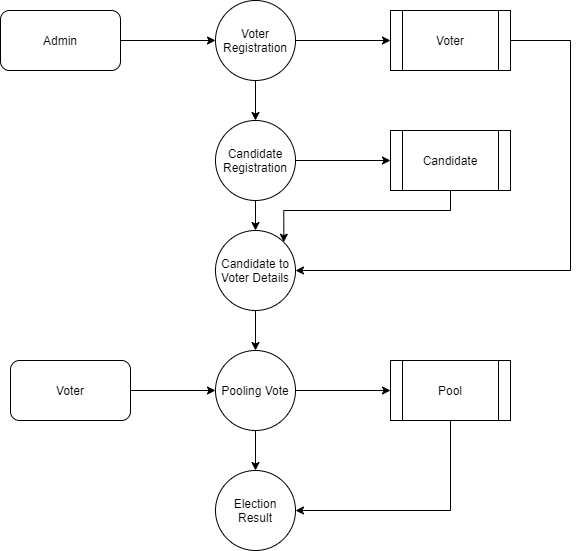 Admin
Voter
Registration
Voter
Candidate
Registration
Candidate
Candidate to
Voter Details
Voter
Pooling Vote
Pool
Election
Result